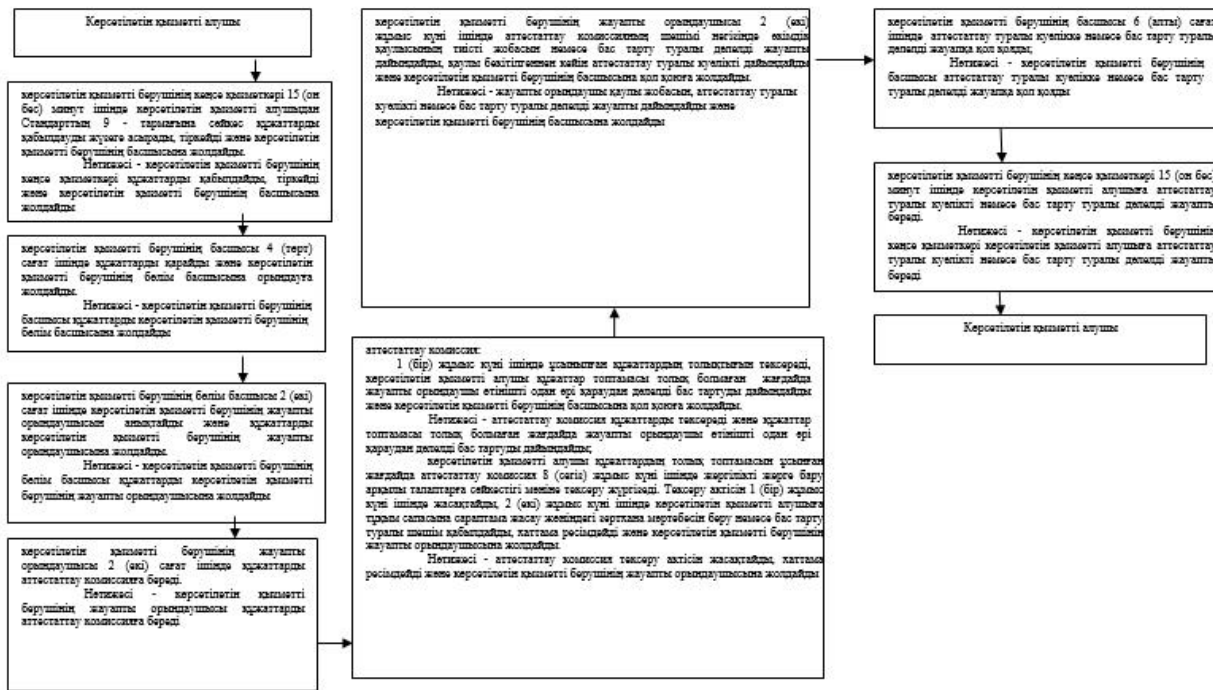 Көрсетілетін қызметті алушы
көрсетілетін қызметті берушінің кеңсе қызметкері 15 (он
бес) минут ішінде көрсетілетін қызметті алушыдан
Стандарттың 9 - тармағына сәйкес құжаттарды
қабылдауды жүзеге асырады, тіркейді және көрсетілетін
қызметті берушінің басшысына жолдайды.
Нәтижесі - көрсетілетін қызметті берушінің
кеңсе қызметкері құжаттарды қабылдайды, тіркейді
және көрсетілетін қызметті берушінің басшысына
жолдайды
көрсетілетін қызметті берушінің басшысы 4 (төрт)
сағат ішінде құжаттарды қарайды және көрсетілетін
қызметті берушінің бөлім басшысына орындауға
жолдайды.
Нәтижесі - көрсетілетін қызметті берушінің
басшысы құжаттарды көрсетілетін қызметті берушінің
бөлім басшысына жолдайды
көрсетілетін қызметті берушінің бөлім басшысы 2 (екі)
сағат ішінде көрсетілетін қызметті берушінің жауапты
орындаушысын анықтайды және құжаттарды
көрсетілетін қызметті берушінің жауапты
орындаушысына жолдайды.
Нәтижесі - көрсетілетін қызметті берушінің
бөлім басшысы құжаттарды көрсетілетін қызметті
берушінің жауапты орындаушысына жолдайды
көрсетілетін қызметті берушінің жауапты
орындаушысы 2 (екі) сағат ішінде құжаттарды
аттестаттау комиссияға береді.
Нәтижесі - көрсетілетін қызметті
берушінің жауапты орындаушысы құжаттарды
аттестаттау комиссияға береді
аттестаттау комиссия:
1 (бір) жұмыс күні ішінде ұсынылған құжаттардың толықтығын тексереді,
көрсетілетін қызметті алушы құжаттар топтамасы толық болмаған жағдайда
жауапты орындаушы өтінішті одан әрі қараудан дәлелді бас тартуды дайындайды
және көрсетілетін қызметті берушінің басшысына қол қоюға жолдайды.
Нәтижесі - аттестаттау комиссия құжаттарды тексереді және құжаттар
топтамасы толық болмаған жағдайда жауапты орындаушы өтінішті одан әрі
қараудан дәлелді бас тартуды дайындайды;
көрсетілетін қызметті алушы құжаттардың толық топтамасын ұсынған
жағдайда аттестаттау комиссия 8 (сегіз) жұмыс күні ішінде жергілікті жерге бару
арқылы талаптарға сәйкестігі мәніне тексеру жүргізеді. Тексеру актісін 1 (бір) жұмыс
күні ішінде жасақтайды, 2 (екі) жұмыс күні ішінде көрсетілетін қызметті алушыға
тұқым сапасына сараптама жасау жөніндегі зертхана мәртебесін беру немесе бас тарту
туралы шешім қабылдайды, хаттама ресімдейді және көрсетілетін қызметті берушінің
жауапты орындаушысына жолдайды.
Нәтижесі - аттестаттау комиссия тексеру актісін жасақтайды, хаттама
ресімдейді және көрсетілетін қызметті берушінің жауапты орындаушысына жолдайды
көрсетілетін қызметті берушінің жауапты орындаушысы 2 (екі)
жұмыс күні ішінде аттестаттау комиссияның шешімі негізінде әкімдік
қаулысының тиісті жобасын немесе бас тарту туралы дәлелді жауапты
дайындайды, қаулы бекітілгеннен кейін аттестаттау туралы куәлікті дайындайды
және көрсетілетін қызметті берушінің басшысына қол қоюға жолдайды.
Нәтижесі - жауапты орындаушы қаулы жобасын, аттестаттау туралы
куәлікті немесе бас тарту туралы дәлелді жауапты дайындайды және
көрсетілетін қызметті берушінің басшысына жолдайды
көрсетілетін қызметті берушінің басшысы 6 (алты) сағат
ішінде аттестаттау туралы куәлікке немесе бас тарту туралы
дәлелді жауапқа қол қояды;
Нәтижесі - көрсетілетін қызметті берушінің
басшысы аттестаттау туралы куәлікке немесе бас тарту
туралы дәлелді жауапқа қол қояды
көрсетілетін қызметті берушінің кеңсе қызметкері 15 (он бес)
минут ішінде көрсетілетін қызметті алушыға аттестаттау
туралы куәлікті немесе бас тарту туралы дәлелді жауапты
береді.
Нәтижесі - көрсетілетін қызметті берушінің
кеңсе қызметкері көрсетілетін қызметті алушыға аттестаттау
туралы куәлікті немесе бас тарту туралы дәлелді жауапты
береді
Көрсетілетін қызметті алушы